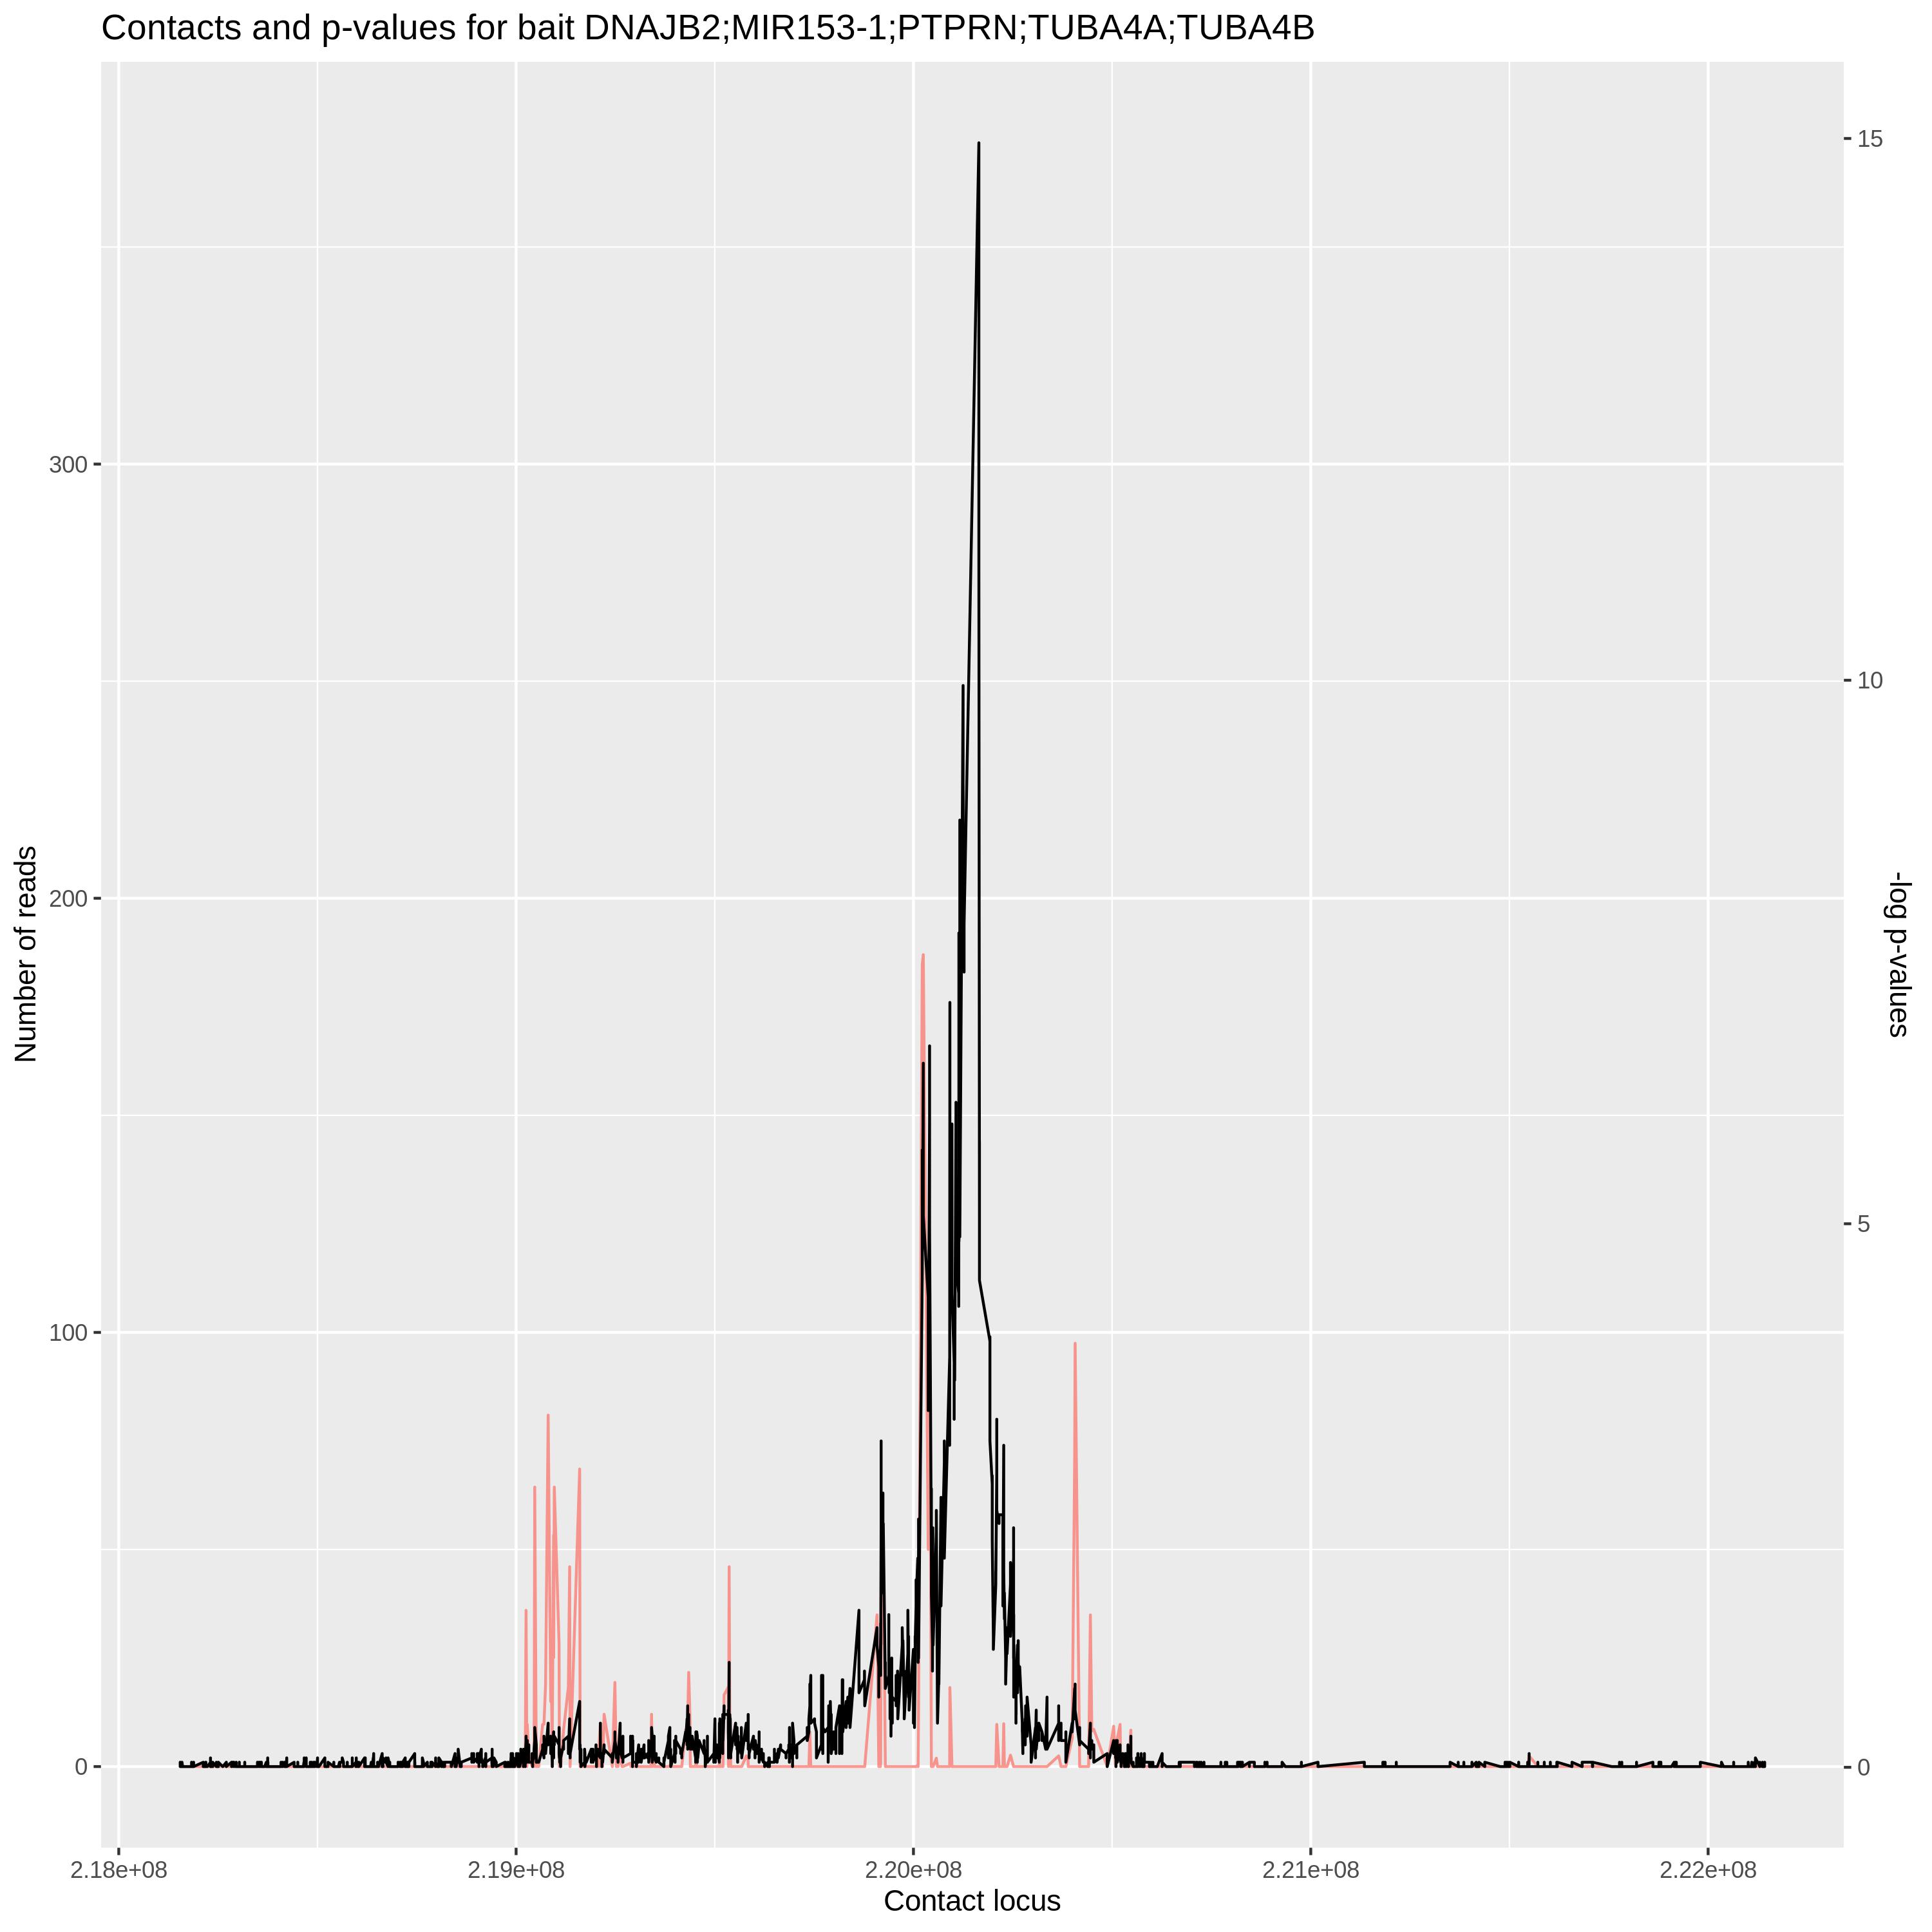 Contacts and p-values for bait DNAJB2;MIR153-1;PTPRN;TUBA4A;TUBA4B
15
300
10
200
Number of reads
-log p-values
5
100
0
0
2.18e+08 2.19e+08 2.20e+08 2.21e+08 2.22e+08
Contact locus